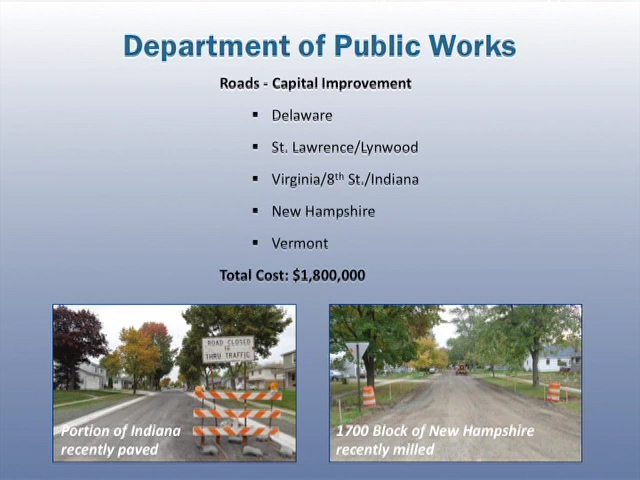 Department of Public Works
Roads - Capital Improvement
▪ Delaware
▪ St. Lawrence/Lynwood
▪ Virginia/8th St./Indiana
▪ New Hampshire
▪ Vermont
Total Cost: $1,800,000
ROAD CLOSED
TO
THRU TRAFFIC
Portion of Indiana
recently paved
1700 Block of New Hampshire
recently milled